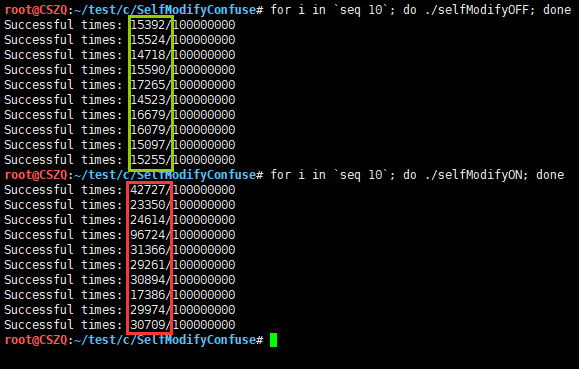 root@CSZQ:~/test/c/SelfModifyConfuse# for i in `seq 10`; do ./selfModifyOFF; done
Successful times: 15392/100000000
Successful times: 15524/100000000
Successful times: 14718/100000000
Successful times: 15590/100000000
Successful times: 17265/100000000
Successful times: 14523/100000000
Successful times: 16679/100000000
Successful times: 16079/100000000
Successful times: 15097/100000000
Successful times: 15255/100000000
root@CSZQ:~/test/c/SelfModifyConfuse# for i in `seq 10`; do ./selfModifyON; done
Successful times: 42727/100000000
Successful times: 23350/100000000
Successful times: 24614/100000000
Successful times: 96724/100000000
Successful times: 31366/100000000
Successful times: 29261/100000000
Successful times: 30894/100000000
Successful times: 17386/100000000
Successful times: 29974/100000000
Successful times: 30709/100000000
root@CSZQ:~/test/c/SelfModifyConfuse#